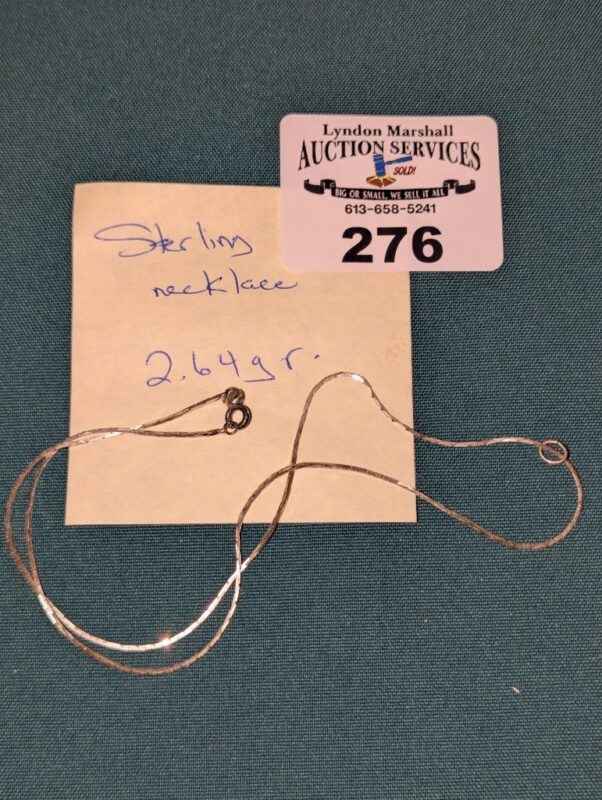 Lyndon Marshall
AUCTION SERVICES
SOLD!
BIG OR SMALL, WE SELL IT ALL
613-658-5241
276
Sterling
necklace
2.64gr.